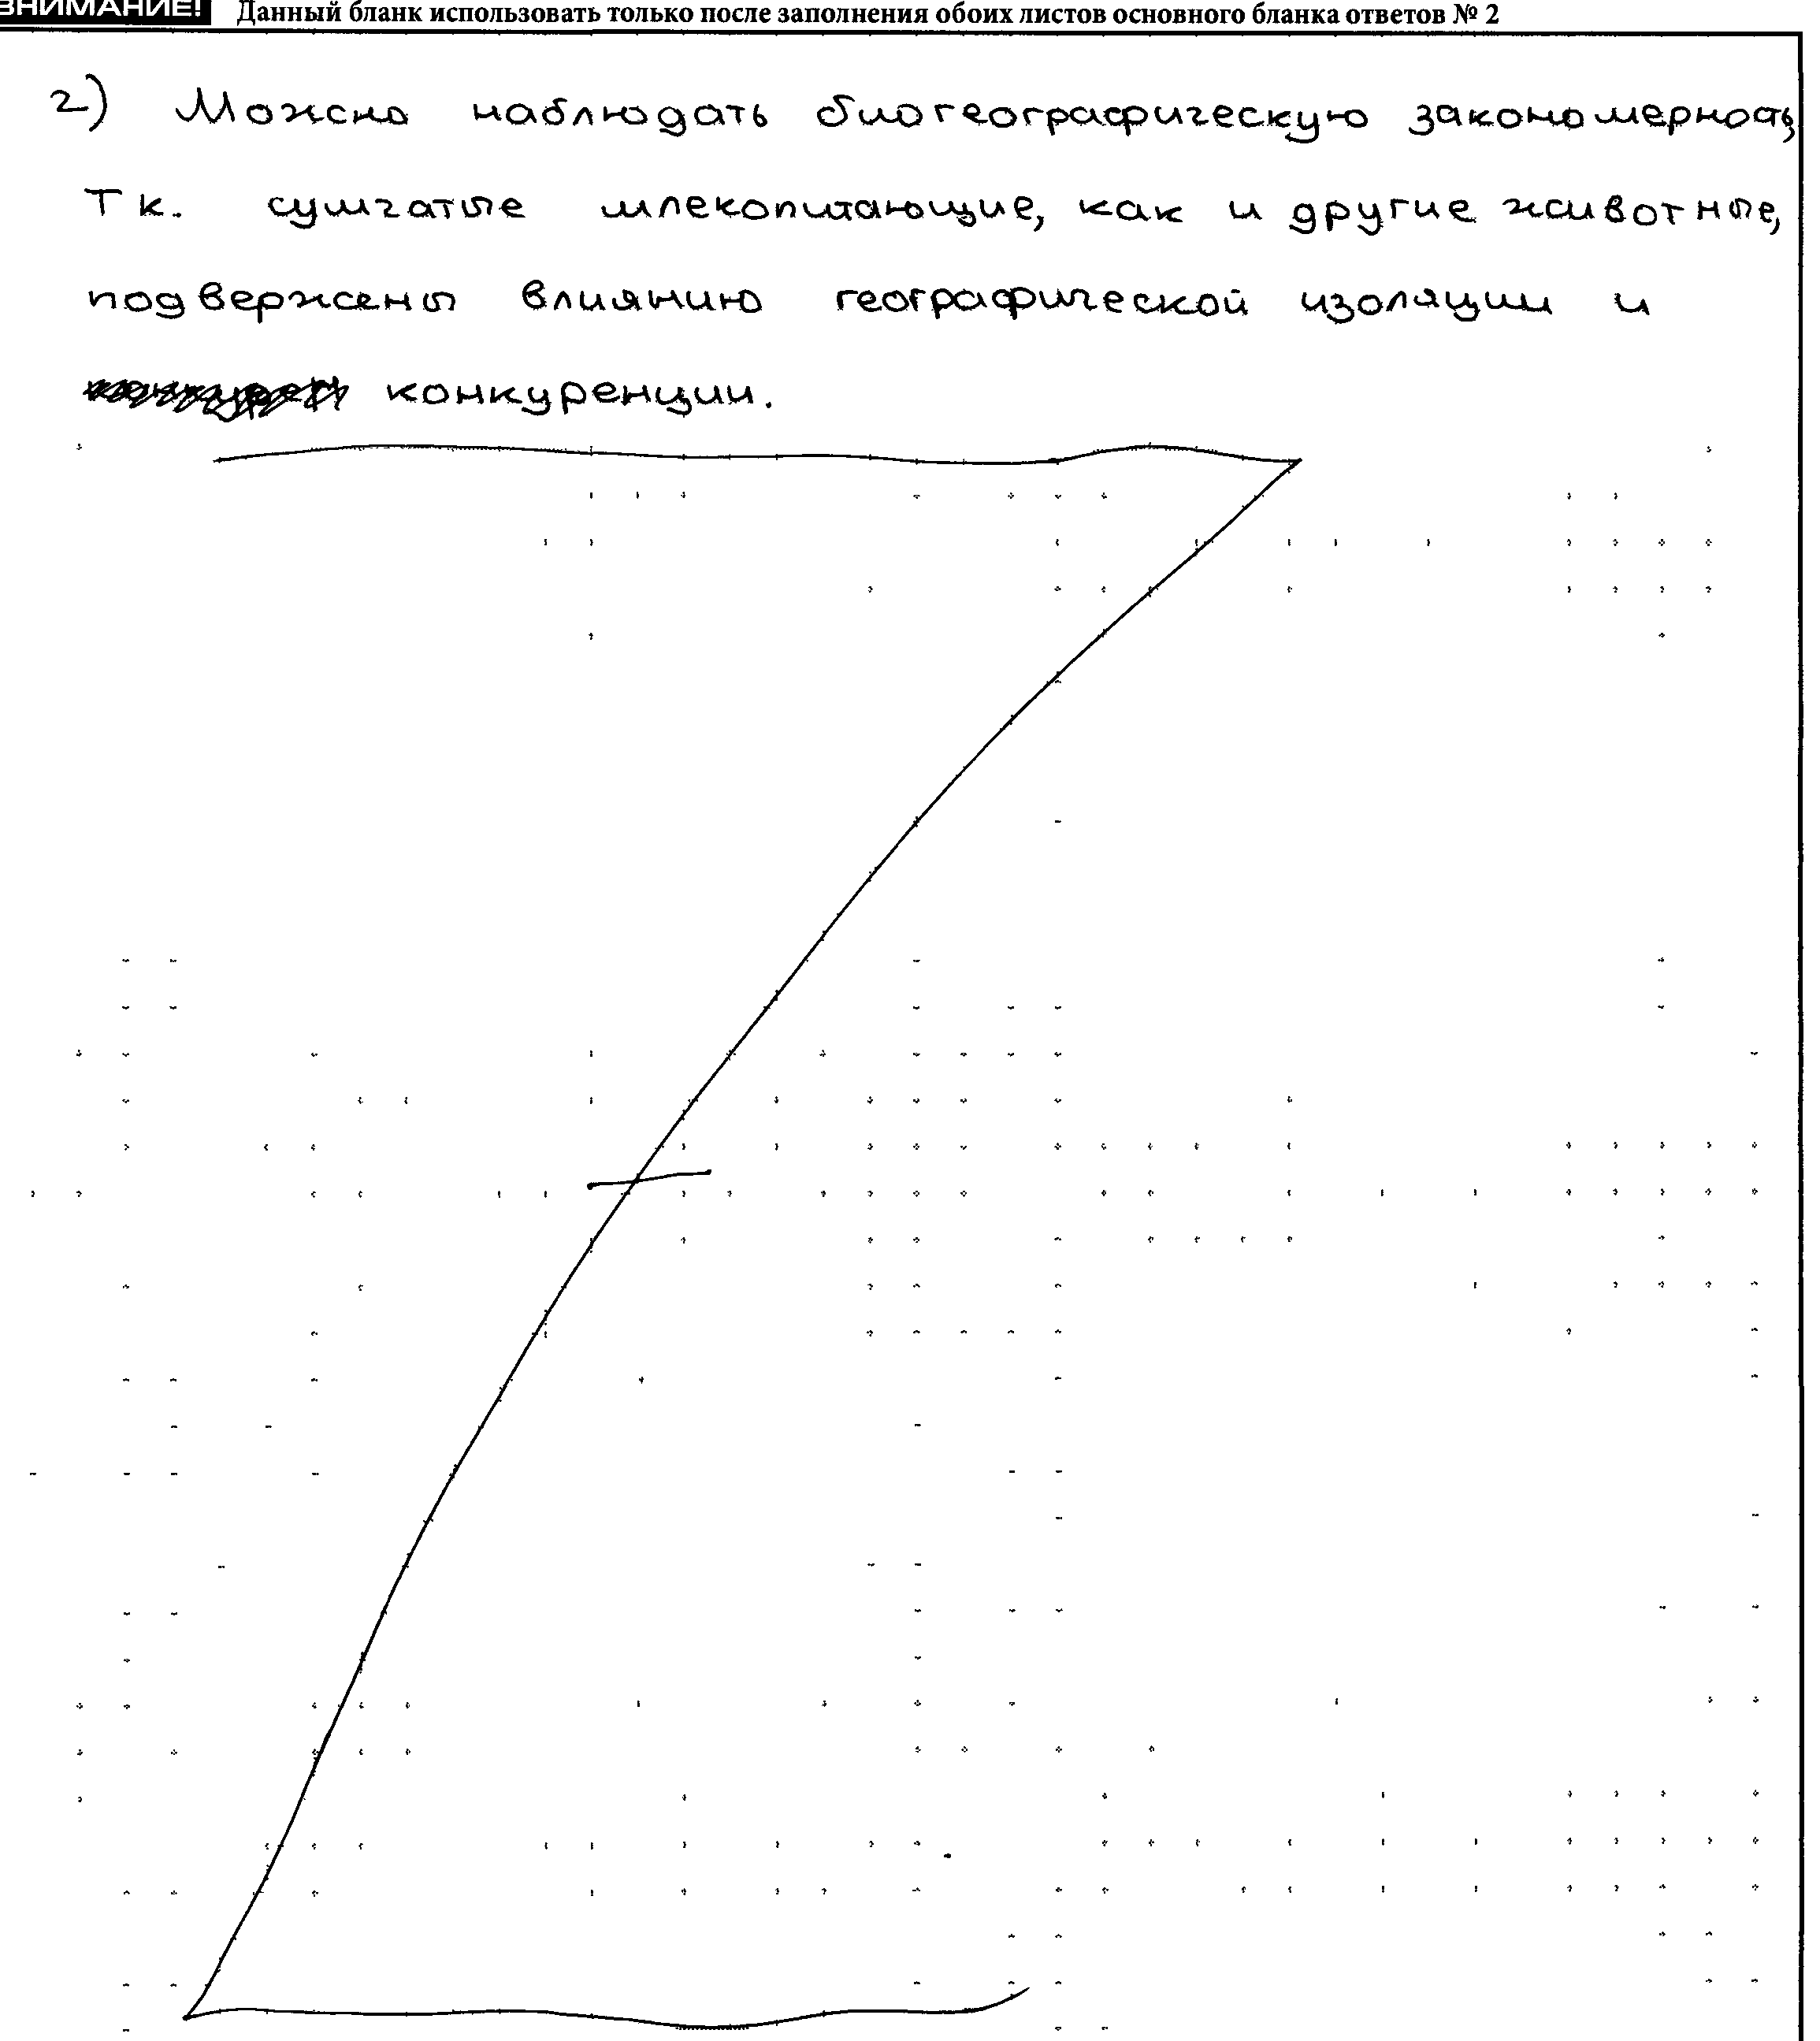 ВНИМАНИЕ! Данный бланк использовать только после заполнения обоих листов основного бланка ответов № 2
2) Можно наблюдать биогеографическую закономерность,
Т к. сумчатые млекопитающие, как и другие животные,
подвержены влиянию географической изоляции и
конкуренции.